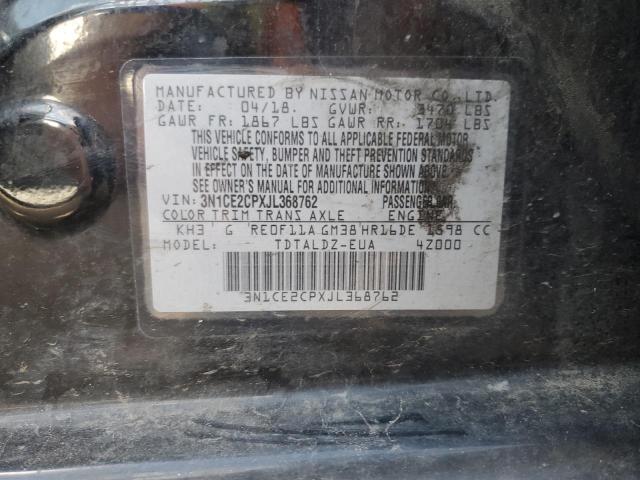 MANUFACTURED BY NISSAN MOTOR CO., LTD.
DATE: 04/18. GVWR: 3470 LBS
GAWR FR: 1867 LBS GAWR RR: 1704 LBS
THIS VEHICLE CONFORMS TO ALL APPLICABLE FEDERAL MOTOR
VEHICLE SAFETY, BUMPER AND THEFT PREVENTION STANDARDS
IN EFFECT ON THE DATE OF MANUFACTURE SHOWN ABOVE.
SEE OWNER'S MANUAL FOR ADDITIONAL INFORMATION.
VIN: 3N1CE2CPXJL368762 PASSENGER CAR
COLOR TRIM TRANS AXLE ENGINE
KH3 G RE0F11A GM38 HR16DE 1598 CC
MODEL: TDTALDZ-EUA 4Z000
3N1CE2CPXJL368762